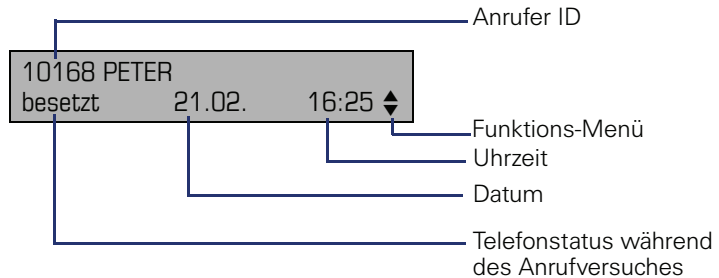 Anrufer ID
10168 PETER
besetzt 21.02. 16:25
Funktions-Menü
Uhrzeit
Datum
Telefonstatus während
des Anrufversuches